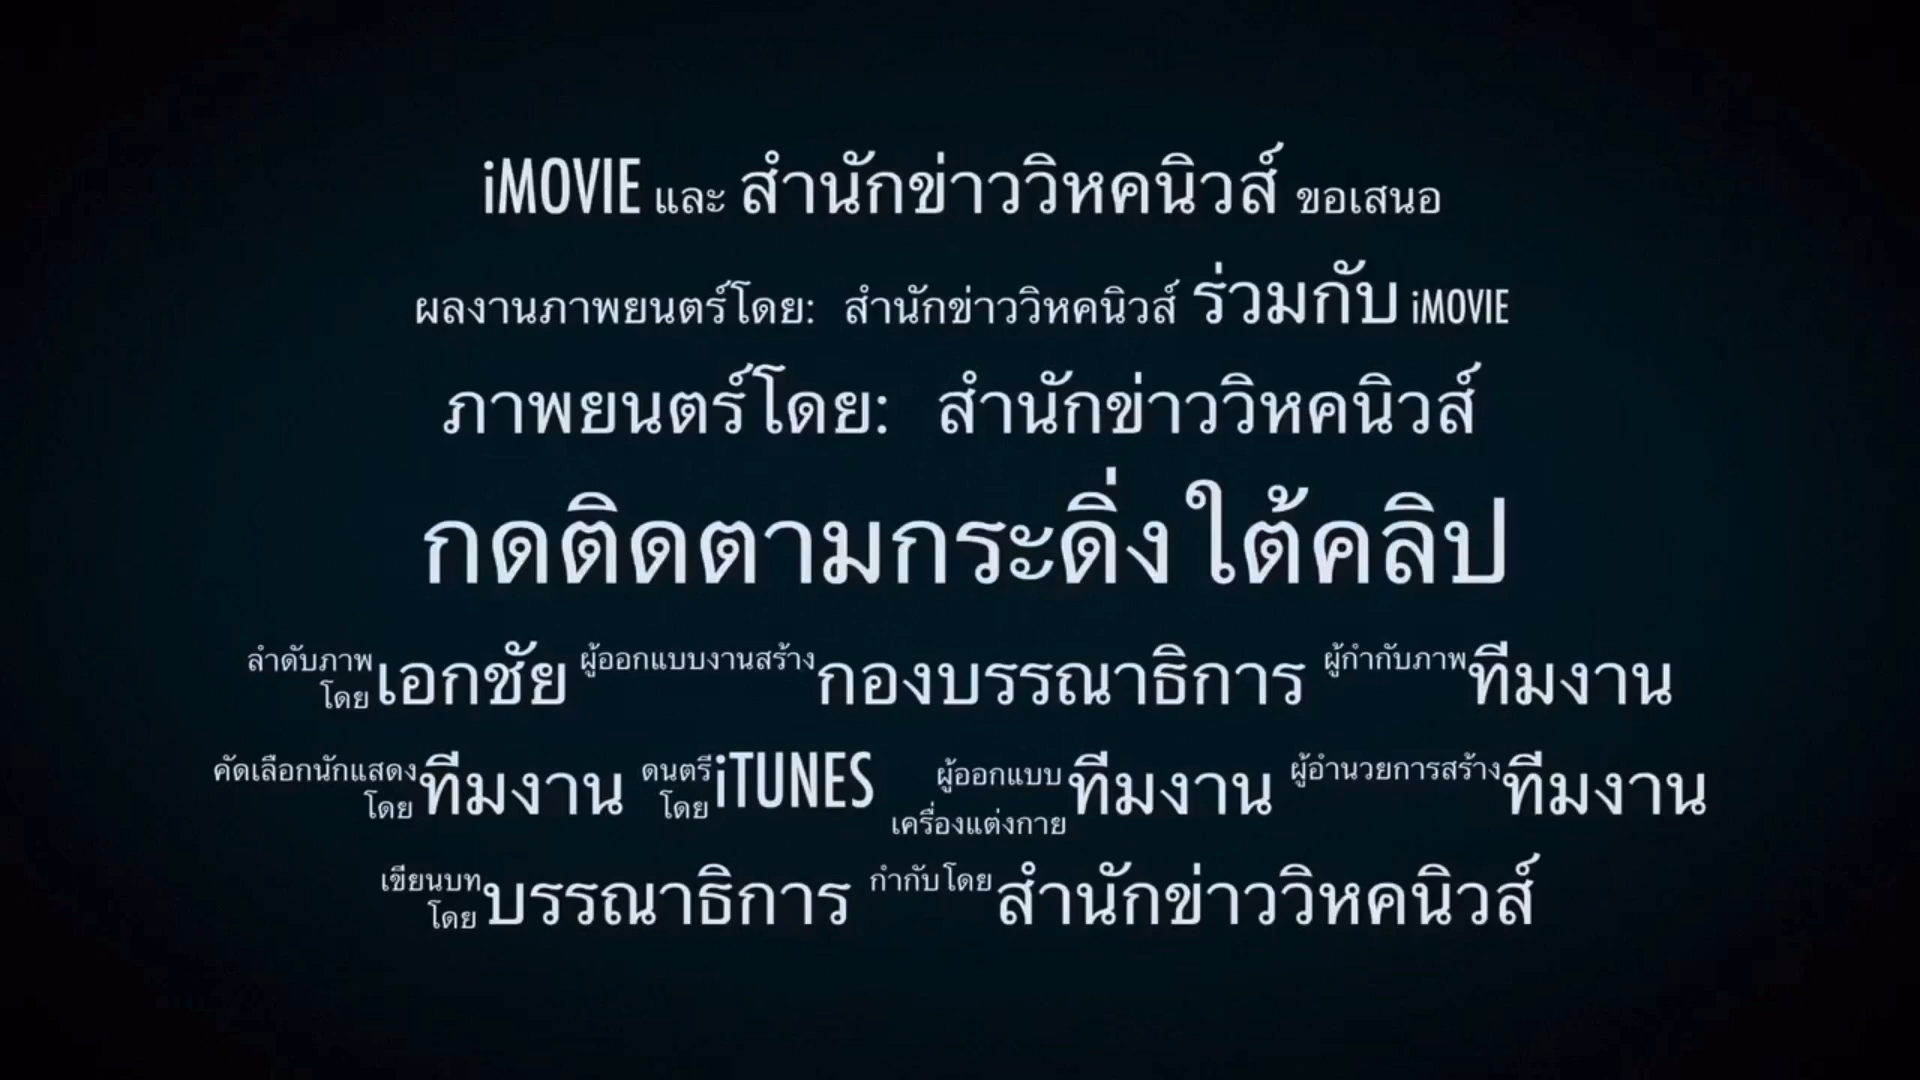 iMOVIE และ สำนักข่าววิหคนิวส์ ขอเสนอ
ผลงานภาพยนตร์โดย: สำนักข่าววิหคนิวส์ ร่วมกับ iMOVIE
ภาพยนตร์โดย: สำนักข่าววิหคนิวส์
กดติดตามกระดิ่งใต้คลิป
ลำดับภาพโดย เอกชัย ผู้ออกแบบงานสร้าง กองบรรณาธิการ ผู้กำกับภาพ ทีมงาน
คัดเลือกนักแสดงโดย ทีมงาน ดนตรีโดย iTUNES ผู้ออกแบบเครื่องแต่งกาย ทีมงาน ผู้อำนวยการสร้าง ทีมงาน
เขียนบทโดย บรรณาธิการ กำกับโดย สำนักข่าววิหคนิวส์